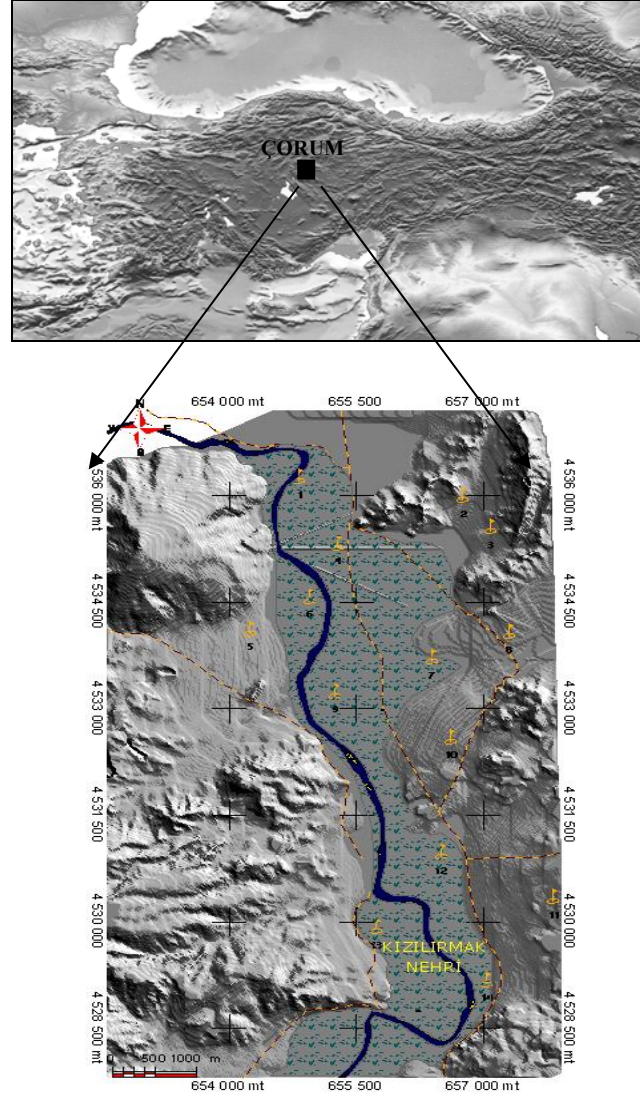 ÇORUM
654 000 mt 655 500 657 000 mt
N
W E
S
4 536 000 mt 4 536 000 mt
1
2
3
4
4 534 500 4 534 500
6
5
8
7
4 533 000 4 533 000
9
10
4 531 500 4 531 500
12
11
4 530 000 4 530 000
13
KIZILIRMAK
NEHRİ
14
4 528 500 mt 4 528 500 mt
0 500 1000 m
654 000 mt 655 500 657 000 mt